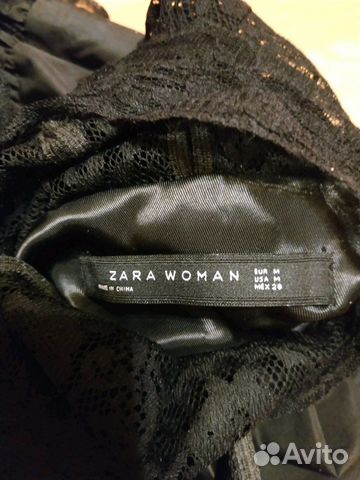 ZARA WOMAN
MADE IN CHINA
EUR M
USA M
MEX 28
Avito